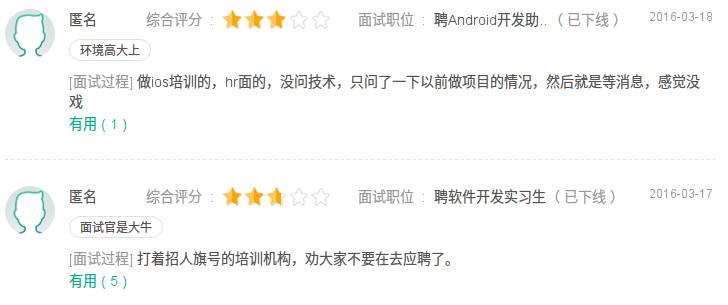 匿名 综合评分 : 面试职位 : 聘Android开发助.. ( 已下线 ) 2016-03-18
环境高大上
[面试过程] 做ios培训的，hr面的，没问技术，只问了一下以前做项目的情况，然后就是等消息，感觉没
戏
有用 ( 1 )
匿名 综合评分 : 面试职位 : 聘软件开发实习生 ( 已下线 ) 2016-03-17
面试官是大牛
[面试过程] 打着招人旗号的培训机构，劝大家不要在去应聘了。
有用 ( 5 )